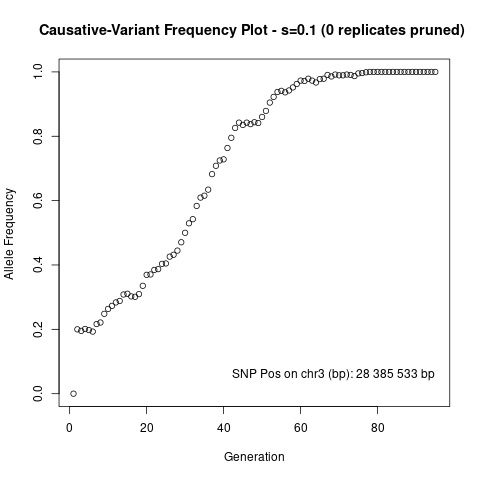 Causative-Variant Frequency Plot - s=0.1 (0 replicates pruned)
Allele Frequency
1.0
0.8
0.6
0.4
0.2
0.0
SNP Pos on chr3 (bp): 28 385 533 bp
0 20 40 60 80
Generation